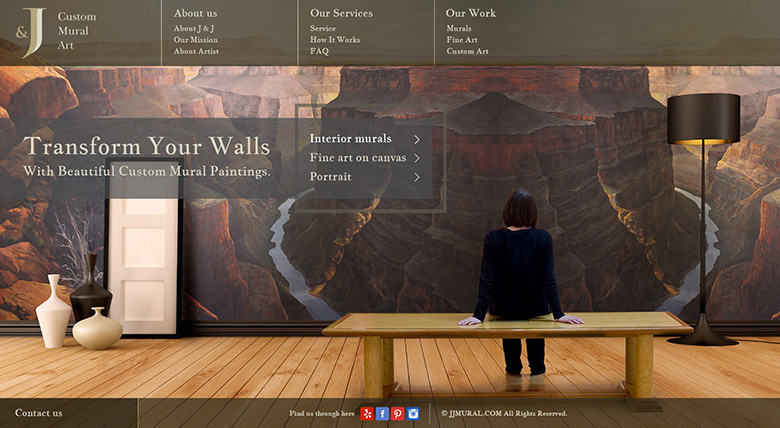 & J
Custom
Mural
Art
About us
About J & J
Our Mission
About Artist
Our Services
Service
How It Works
FAQ
Our Work
Murals
Fine Art
Custom Art
Transform Your Walls
With Beautiful Custom Mural Paintings.
Interior murals
Fine art on canvas
Portrait
Contact us
Find us through here
© JJMURAL.COM All Rights Reserved.